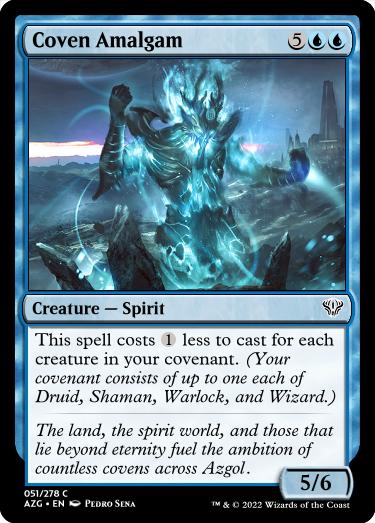 Coven Amalgam 5
Creature — Spirit
This spell costs 1 less to cast for each
creature in your covenant. (Your
covenant consists of up to one each of
Druid, Shaman, Warlock, and Wizard.)
The land, the spirit world, and those that
lie beyond eternity fuel the ambition of
countless covens across Azgol.
5/6
051/278 C
AZG • EN Pedro Sena
™ & © 2022 Wizards of the Coast